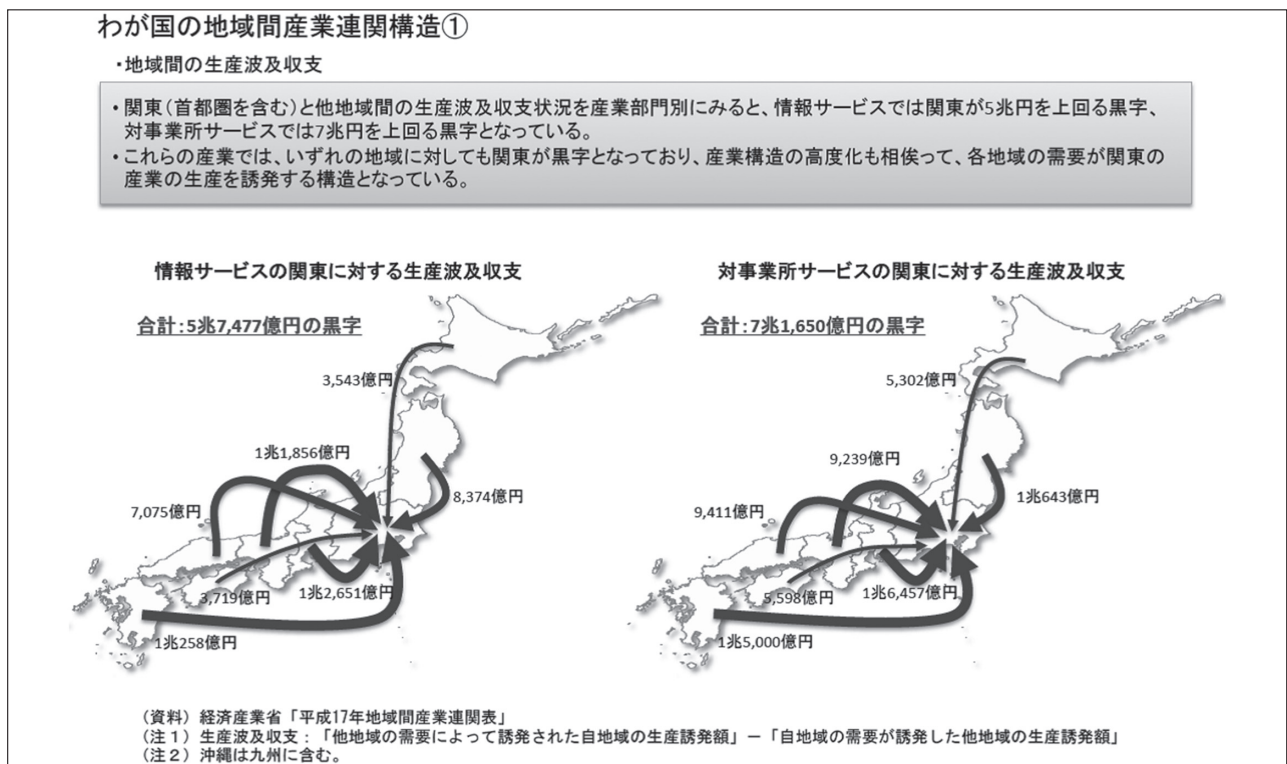 わが国の地域間産業連関構造①
・地域間の生産波及収支
・関東（首都圏を含む）と他地域間の生産波及収支状況を産業部門別にみると、情報サービスでは関東が5兆円を上回る黒字、
対事業所サービスでは7兆円を上回る黒字となっている。
・これらの産業では、いずれの地域に対しても関東が黒字となっており、産業構造の高度化も相俟って、各地域の需要が関東の
産業の生産を誘発する構造となっている。
情報サービスの関東に対する生産波及収支
合計：5兆7,477億円の黒字
3,543億円
1兆1,856億円
7,075億円
8,374億円
3,719億円
1兆2,651億円
1兆258億円
対事業所サービスの関東に対する生産波及収支
合計：7兆1,650億円の黒字
5,302億円
9,239億円
9,411億円
1兆643億円
5,598億円
1兆6,457億円
1兆5,000億円
（資料）経済産業省「平成17年地域間産業連関表」
（注１）生産波及収支：「他地域の需要によって誘発された自地域の生産誘発額」－「自地域の需要が誘発した他地域の生産誘発額」
（注２）沖縄は九州に含む。